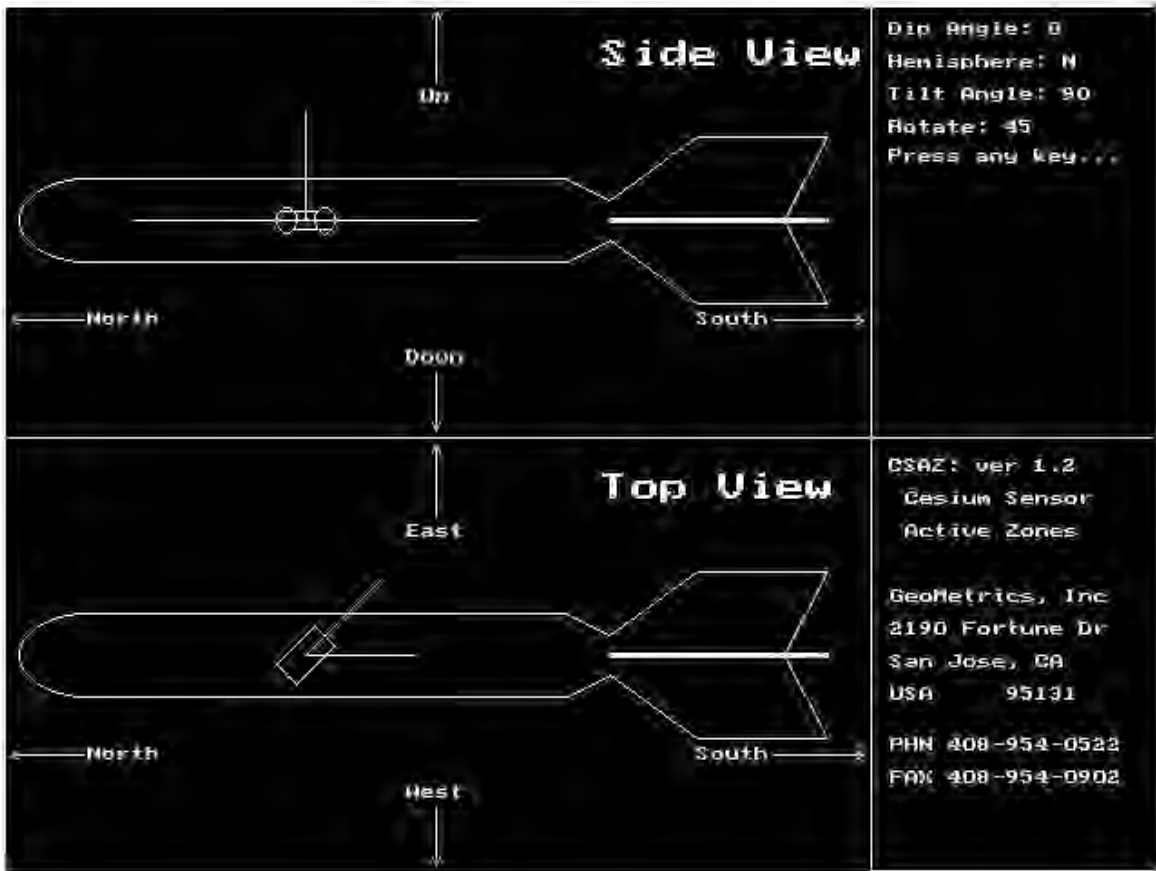 Side View
Up
North
South
Down
Dip Angle: 0
Hemisphere: N
Tilt Angle: 90
Rotate: 45
Press any key...
Top View
East
North
South
West
CSAZ: ver 1.2
Cesium Sensor
Active Zones
GeoMetrics, Inc
2190 Fortune Dr
San Jose, CA
USA 95131
PHN 408-954-0522
FAX 408-954-0902